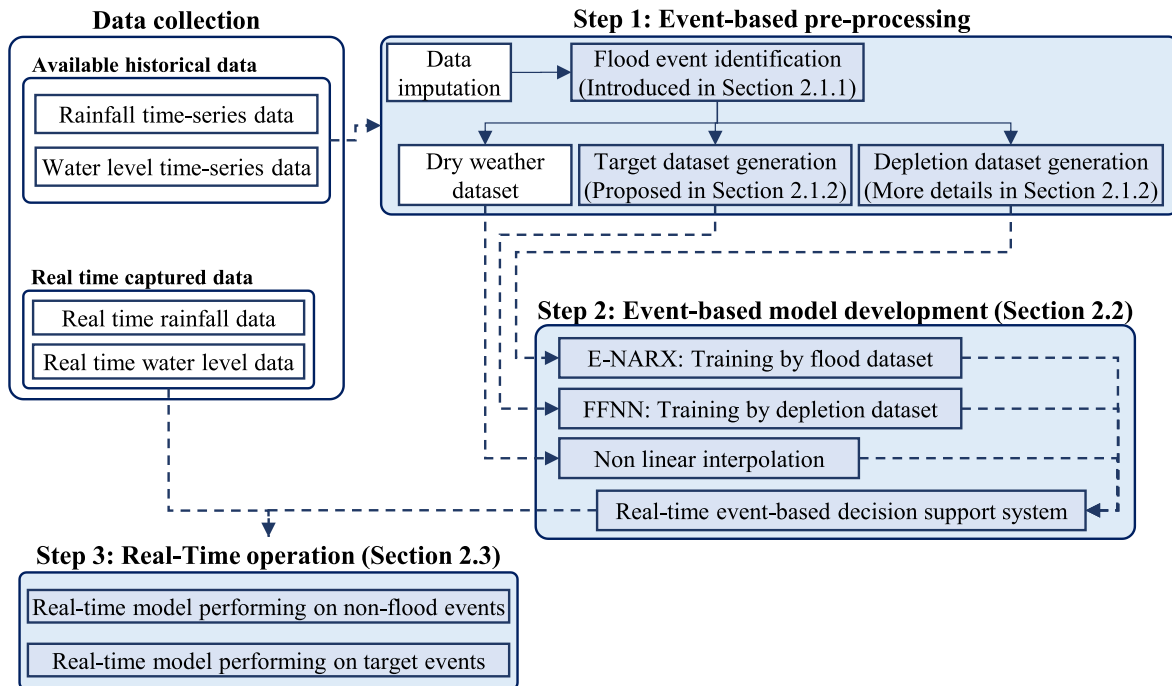 Data collection
Available historical data
Rainfall time-series data
Water level time-series data
Real time captured data
Real time rainfall data
Real time water level data
Step 1: Event-based pre-processing
Data
imputation
Flood event identification
(Introduced in Section 2.1.1)
Dry weather
dataset
Target dataset generation
(Proposed in Section 2.1.2)
Depletion dataset generation
(More details in Section 2.1.2)
Step 2: Event-based model development (Section 2.2)
E-NARX: Training by flood dataset
FFNN: Training by depletion dataset
Non linear interpolation
Real-time event-based decision support system
Step 3: Real-Time operation (Section 2.3)
Real-time model performing on non-flood events
Real-time model performing on target events